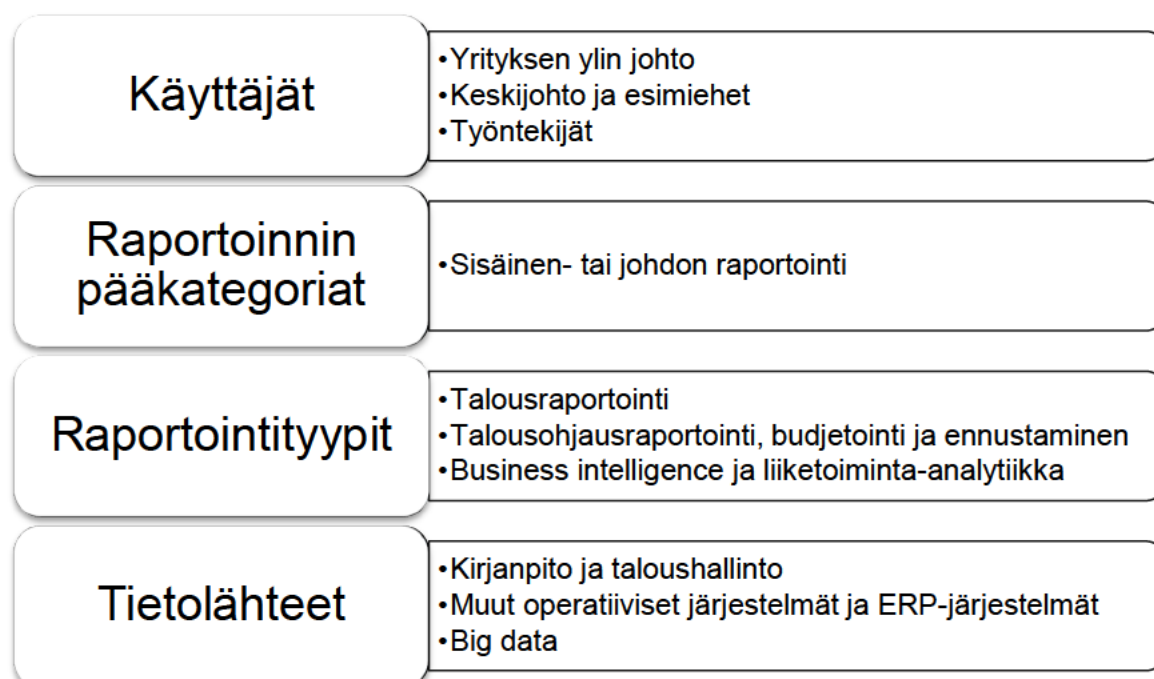 Käyttäjät
•Yrityksen ylin johto
•Keskijohto ja esimiehet
•Työntekijät
Raportoinnin
pääkategoriat
•Sisäinen- tai johdon raportointi
Raportointityypit
•Talousraportointi
•Talousohjausraportointi, budjetointi ja ennustaminen
•Business intelligence ja liiketoiminta-analytiikka
Tietolähteet
•Kirjanpito ja taloushallinto
•Muut operatiiviset järjestelmät ja ERP-järjestelmät
•Big data